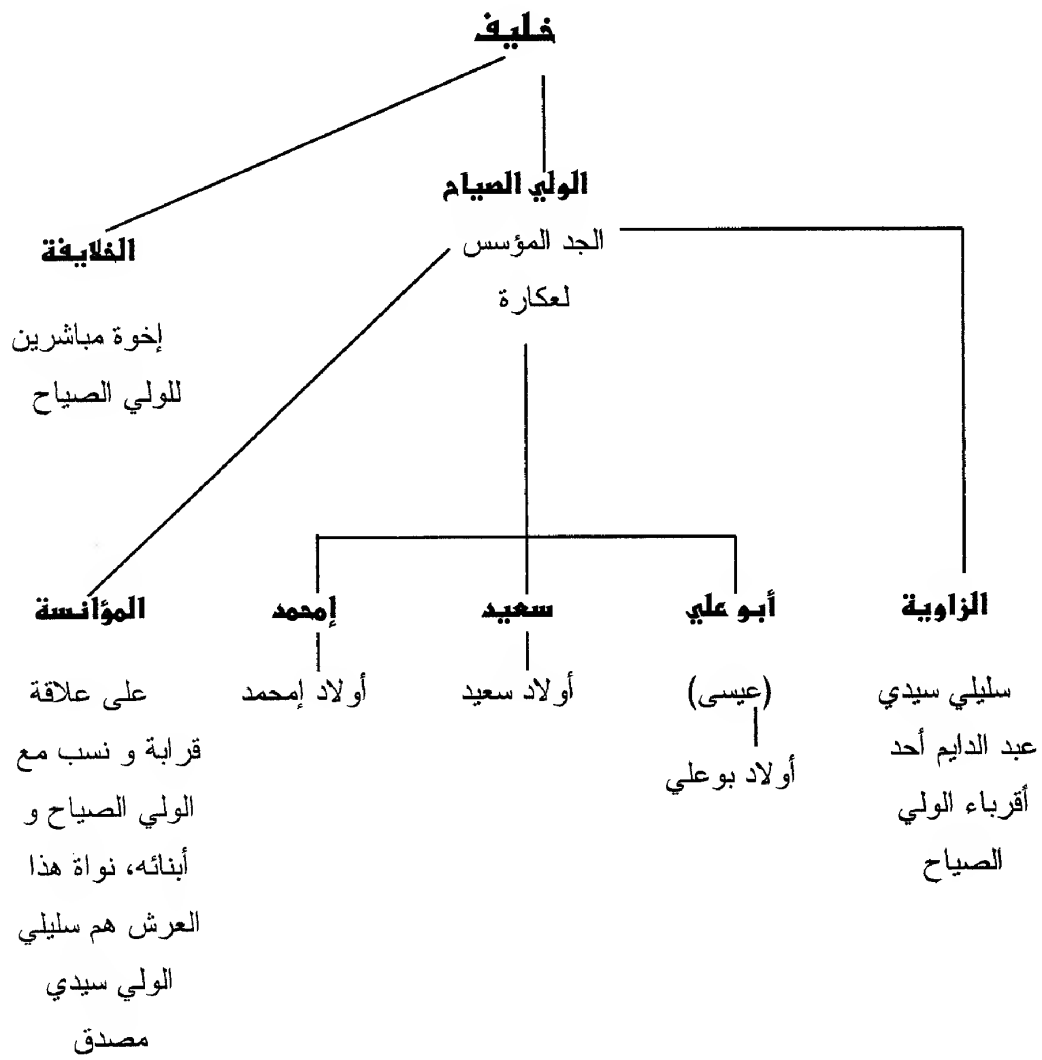 خليف
الولي الصياح
الجد المؤسس
لعكارة
الخلايفة
إخوة مباشرين
للولي الصياح
الزاوية
سليلي سيدي
عبد الدايم أحد
أقرباء الولي
الصياح
أبو علي
(عيسى)
أولاد بوعلي
سعيد
أولاد سعيد
إمحمد
أولاد إمحمد
المؤانسة
على علاقة
قرابة و نسب مع
الولي الصياح و
أبنائه، نواة هذا
العرش هم سليلي
الولي سيدي
مصدق